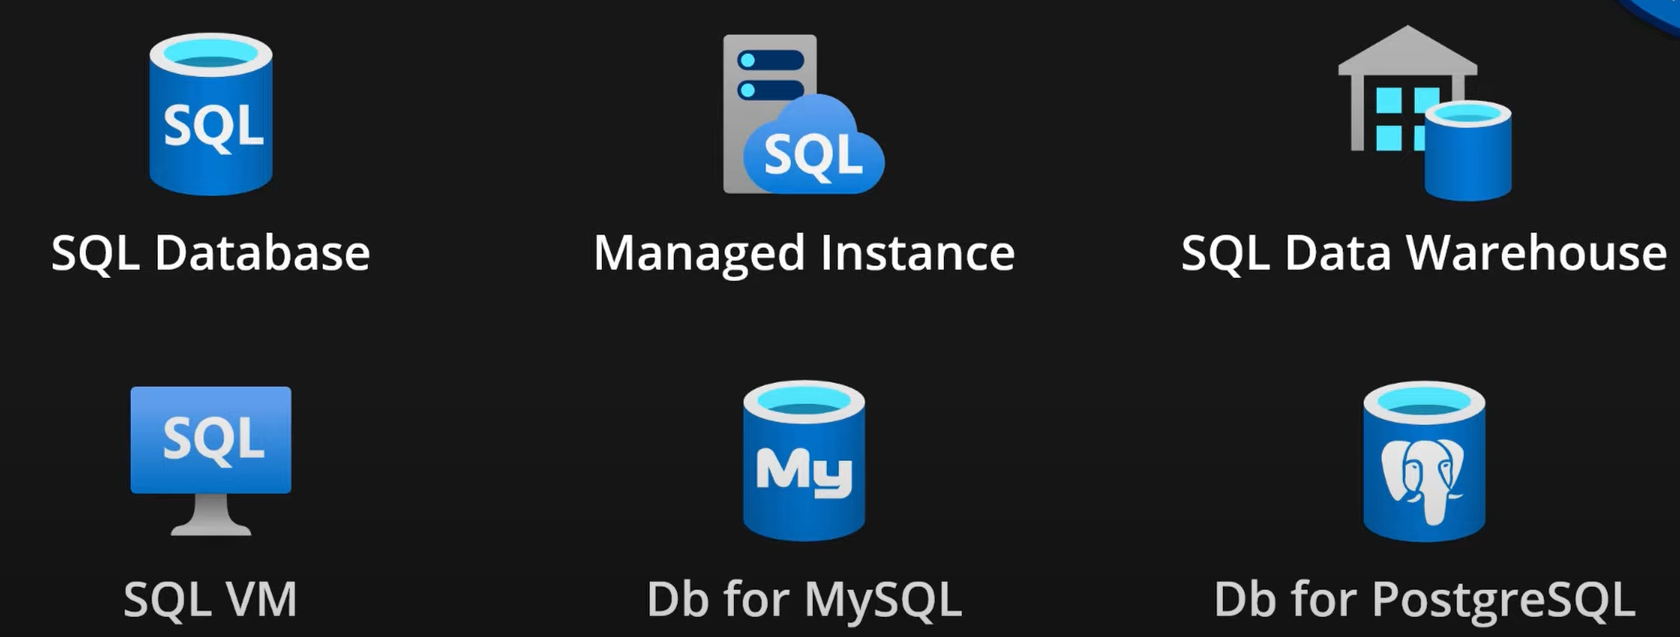 SQL
SQL
SQL Database
Managed Instance
SQL Data Warehouse
SQL
My
SQL VM
Db for MySQL
Db for PostgreSQL